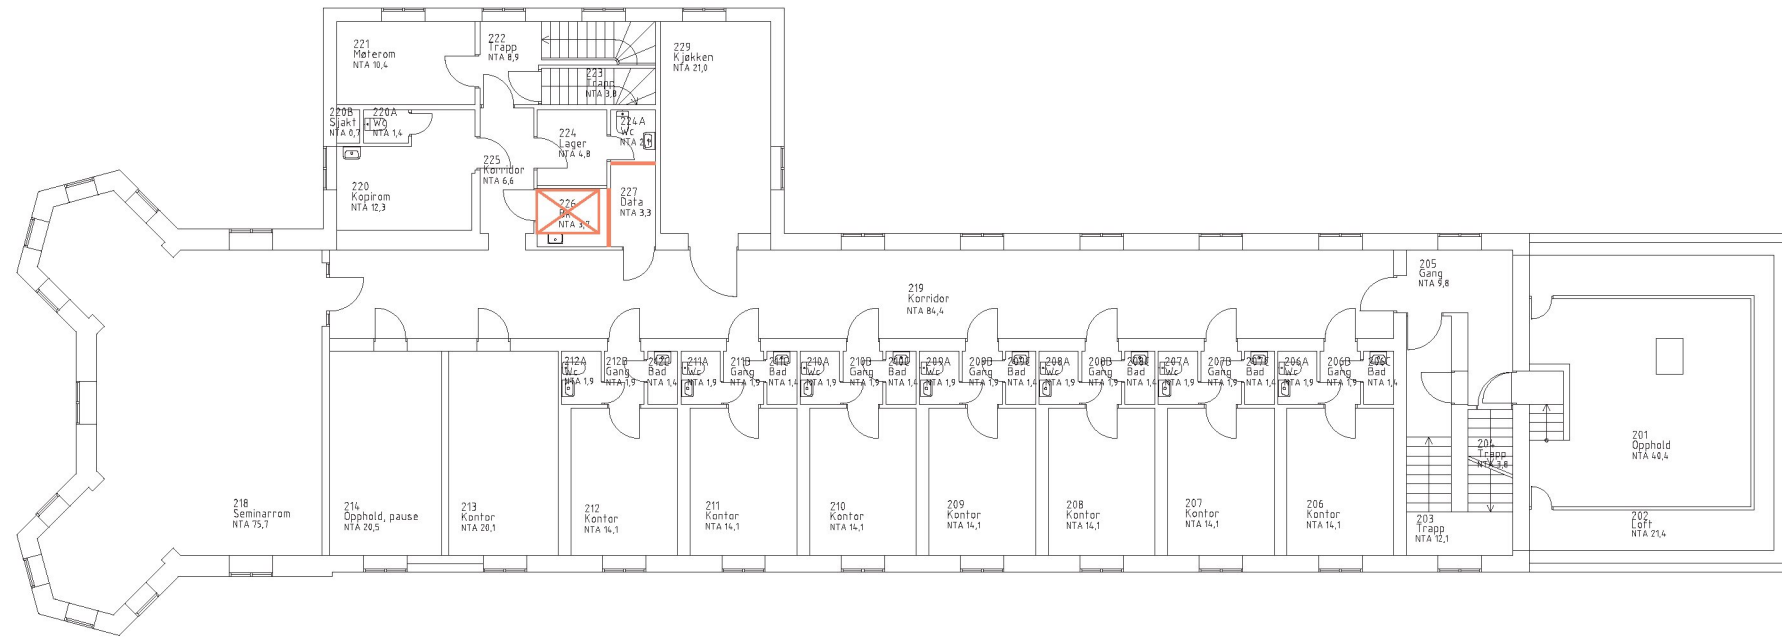 221
Møterom
NTA 10,4
222
Trapp
NTA 8,9
229
Kjøkken
NTA 21,0
223
Trapp
NTA 3,8
220B
Sjakt
NTA 0,7
220A
Wc
NTA 1,4
224
Lager
NTA 4,8
224A
Wc
NTA 2,1
225
Korridor
NTA 6,6
220
Kopirom
NTA 12,3
226
BK
NTA 3,7
227
Data
NTA 3,3
205
Gang
NTA 9,8
219
Korridor
NTA 84,4
212A
Wc
NTA 1,9
212B
Gang
NTA 1,9
212C
Bad
NTA 1,4
211A
Wc
NTA 1,9
211B
Gang
NTA 1,9
211C
Bad
NTA 1,4
210A
Wc
NTA 1,9
210B
Gang
NTA 1,9
210C
Bad
NTA 1,4
209A
Wc
NTA 1,9
209B
Gang
NTA 1,9
209C
Bad
NTA 1,4
208A
Wc
NTA 1,9
208B
Gang
NTA 1,9
208C
Bad
NTA 1,4
207A
Wc
NTA 1,9
207B
Gang
NTA 1,9
207C
Bad
NTA 1,4
206A
Wc
NTA 1,9
206B
Gang
NTA 1,9
206C
Bad
NTA 1,4
201
Opphold
NTA 40,4
204
Trapp
NTA 3,8
218
Seminarrom
NTA 75,7
214
Opphold, pause
NTA 20,5
213
Kontor
NTA 20,1
212
Kontor
NTA 14,1
211
Kontor
NTA 14,1
210
Kontor
NTA 14,1
209
Kontor
NTA 14,1
208
Kontor
NTA 14,1
207
Kontor
NTA 14,1
206
Kontor
NTA 14,1
203
Trapp
NTA 12,1
202
Loft
NTA 21,4